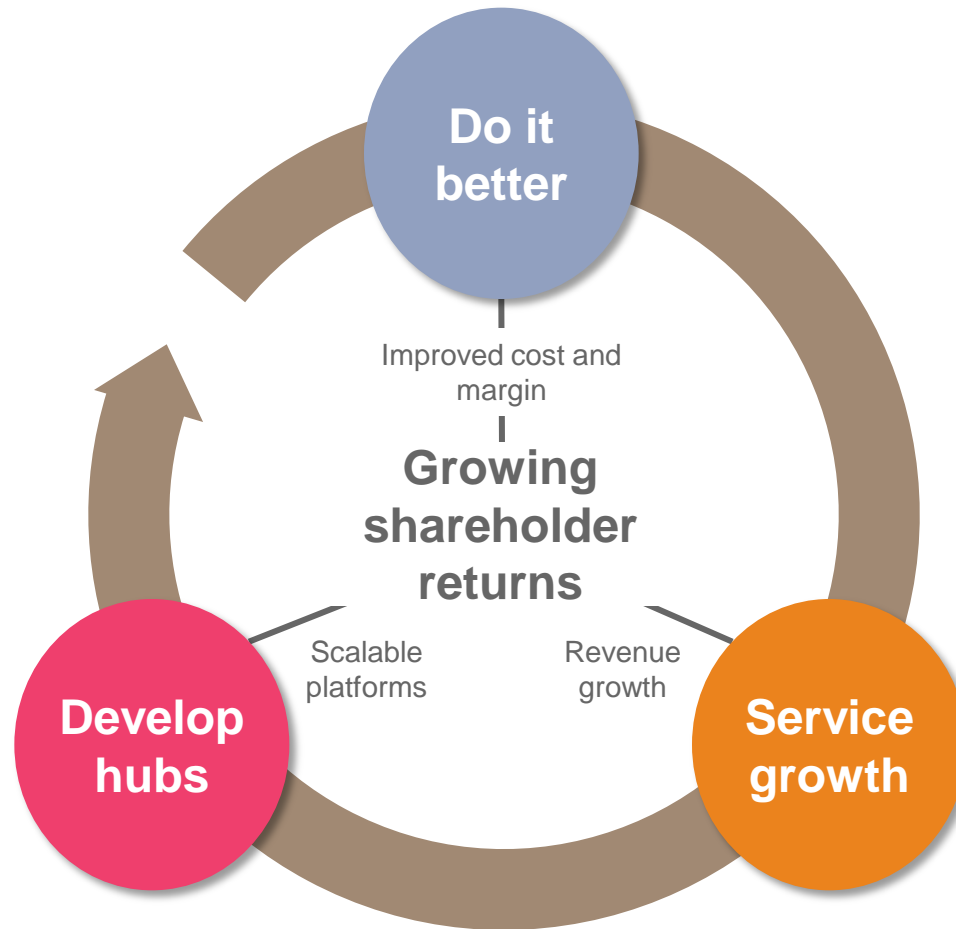 Do it
better
Improved cost and
margin
Growing
shareholder
returns
Scalable
platforms
Revenue
growth
Develop
hubs
Service
growth